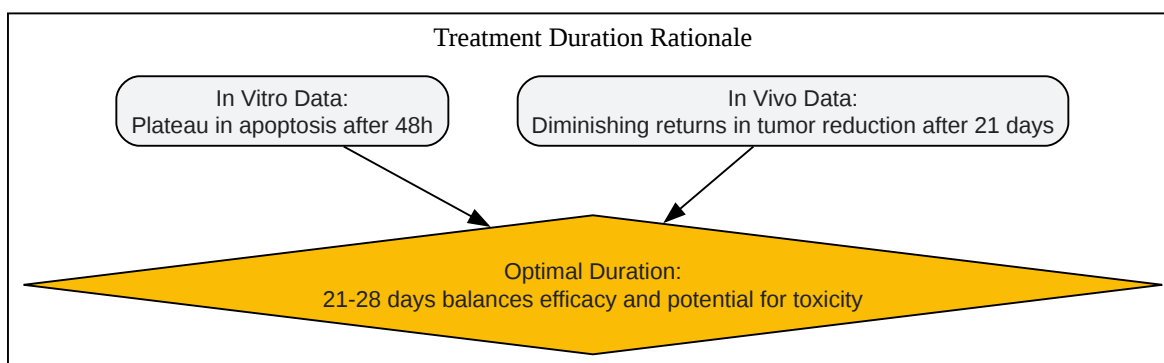 Treatment Duration Rationale
In Vitro Data:
Plateau in apoptosis after 48h
In Vivo Data:
Diminishing returns in tumor reduction after 21 days
Optimal Duration:
21-28 days balances efficacy and potential for toxicity